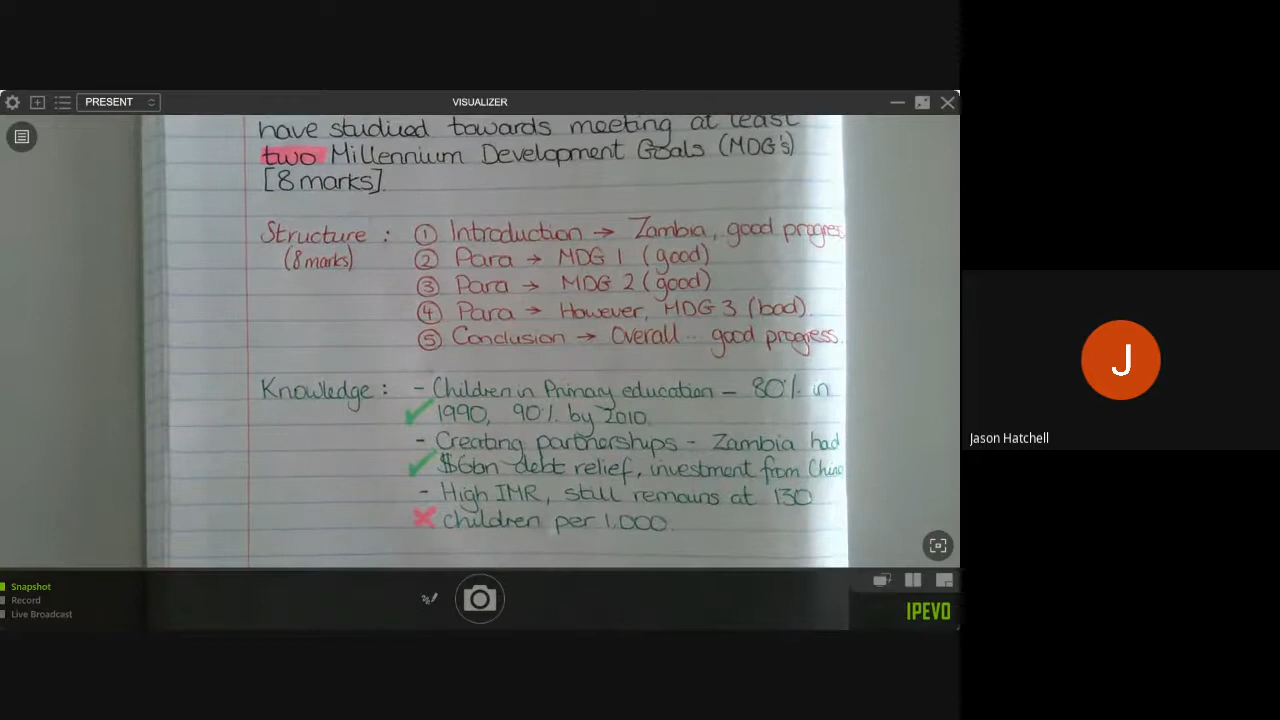 PRESENT
VISUALIZER
have studied towards meeting at least
two Millennium Development Goals (MDG's)
[8 marks].
Structure : ① Introduction → Zambia, good progres
(8 marks) ② Para → MDG 1 (good)
③ Para → MDG 2 (good)
④ Para → However, MDG 3 (bad).
⑤ Conclusion → Overall ... good progress.
Knowledge : - Children in Primary education - 80% in
1990, 90% by 2010.
- Creating partnerships - Zambia had
$6bn debt relief, investment from China
- High IMR, still remains at 130
children per 1,000.
Snapshot
Record
Live Broadcast
IPEVO
J
Jason Hatchell